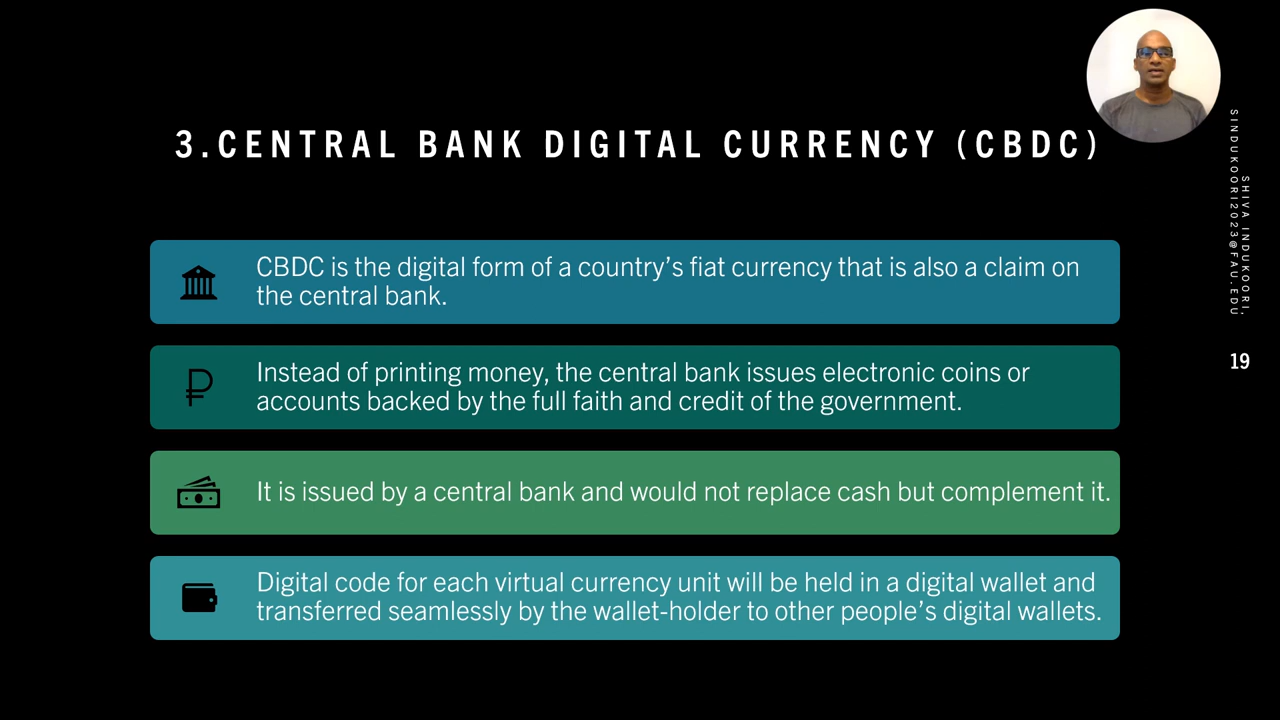 3.CENTRAL BANK DIGITAL CURRENCY (CBDC)
CBDC is the digital form of a country's fiat currency that is also a claim on
the central bank.
Instead of printing money, the central bank issues electronic coins or
accounts backed by the full faith and credit of the government.
It is issued by a central bank and would not replace cash but complement it.
Digital code for each virtual currency unit will be held in a digital wallet and
transferred seamlessly by the wallet-holder to other people's digital wallets.
SHIVA INDUKOORI,
SINDUKOORI2023@FAU.EDU
19